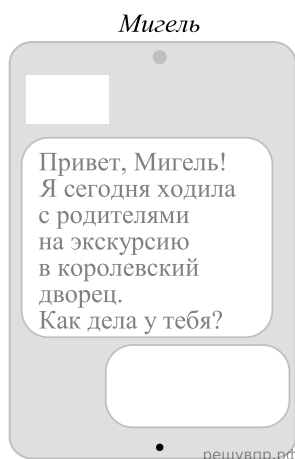 Мигель
Привет, Мигель!
Я сегодня ходила
с родителями
на экскурсию
в королевский
дворец.
Как дела у тебя?
решувпр.рф